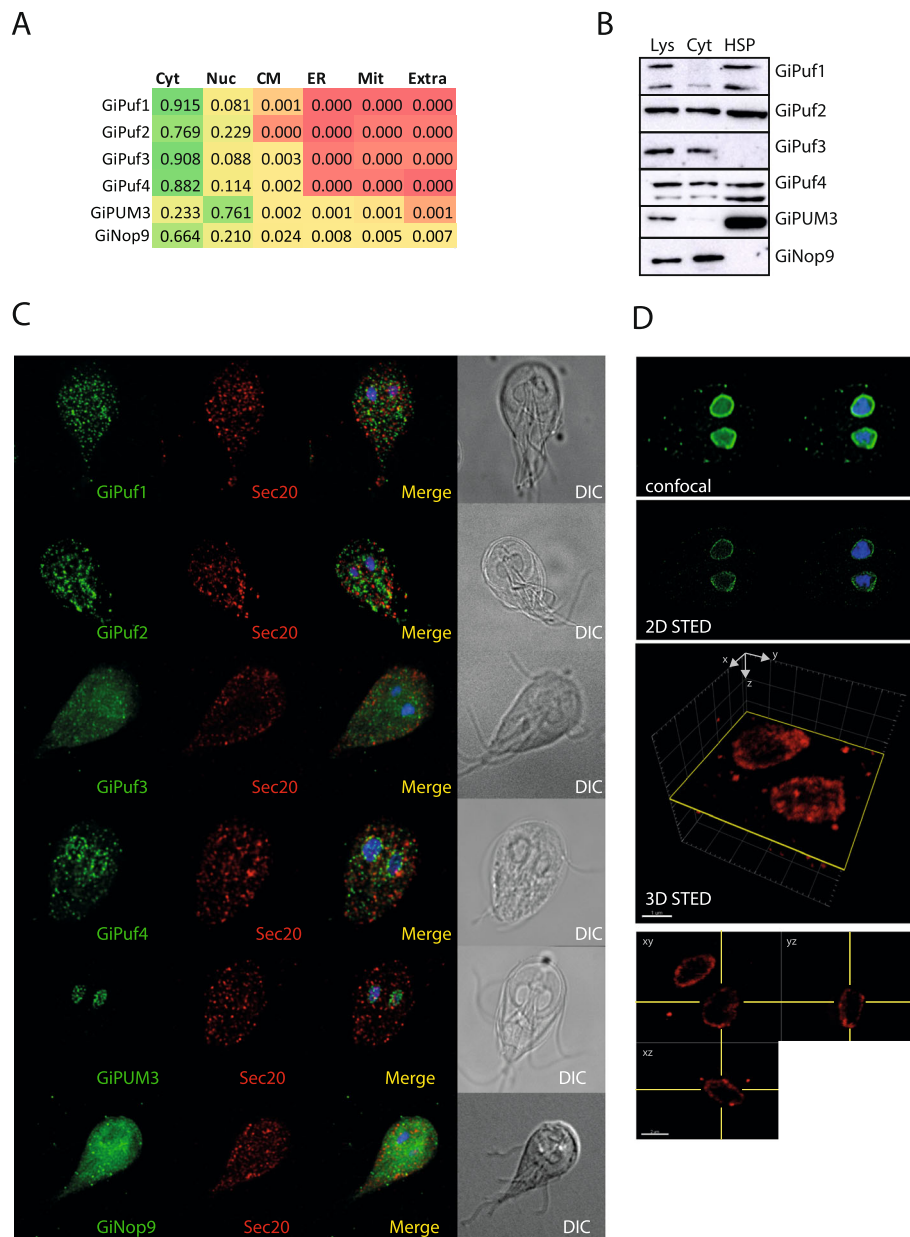 A
Cyt Nuc CM ER Mit Extra
GiPuf1 0.915 0.081 0.001 0.000 0.000 0.000
GiPuf2 0.769 0.229 0.000 0.000 0.000 0.000
GiPuf3 0.908 0.088 0.003 0.000 0.000 0.000
GiPuf4 0.882 0.114 0.002 0.000 0.000 0.000
GiPUM3 0.233 0.761 0.002 0.001 0.001 0.001
GiNop9 0.664 0.210 0.024 0.008 0.005 0.007
B
Lys Cyt HSP
GiPuf1
GiPuf2
GiPuf3
GiPuf4
GiPUM3
GiNop9
C
GiPuf1 Sec20 Merge DIC
GiPuf2 Sec20 Merge DIC
GiPuf3 Sec20 Merge DIC
GiPuf4 Sec20 Merge DIC
GiPUM3 Sec20 Merge DIC
GiNop9 Sec20 Merge DIC
D
confocal
2D STED
x y
z
3D STED
1 µm
xy yz
xz